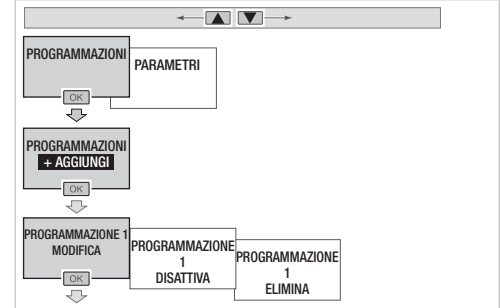 PROGRAMMAZIONI
PARAMETRI
OK
PROGRAMMAZIONI
+ AGGIUNGI
OK
PROGRAMMAZIONE 1
MODIFICA
PROGRAMMAZIONE
1
DISATTIVA
PROGRAMMAZIONE
1
ELIMINA
OK